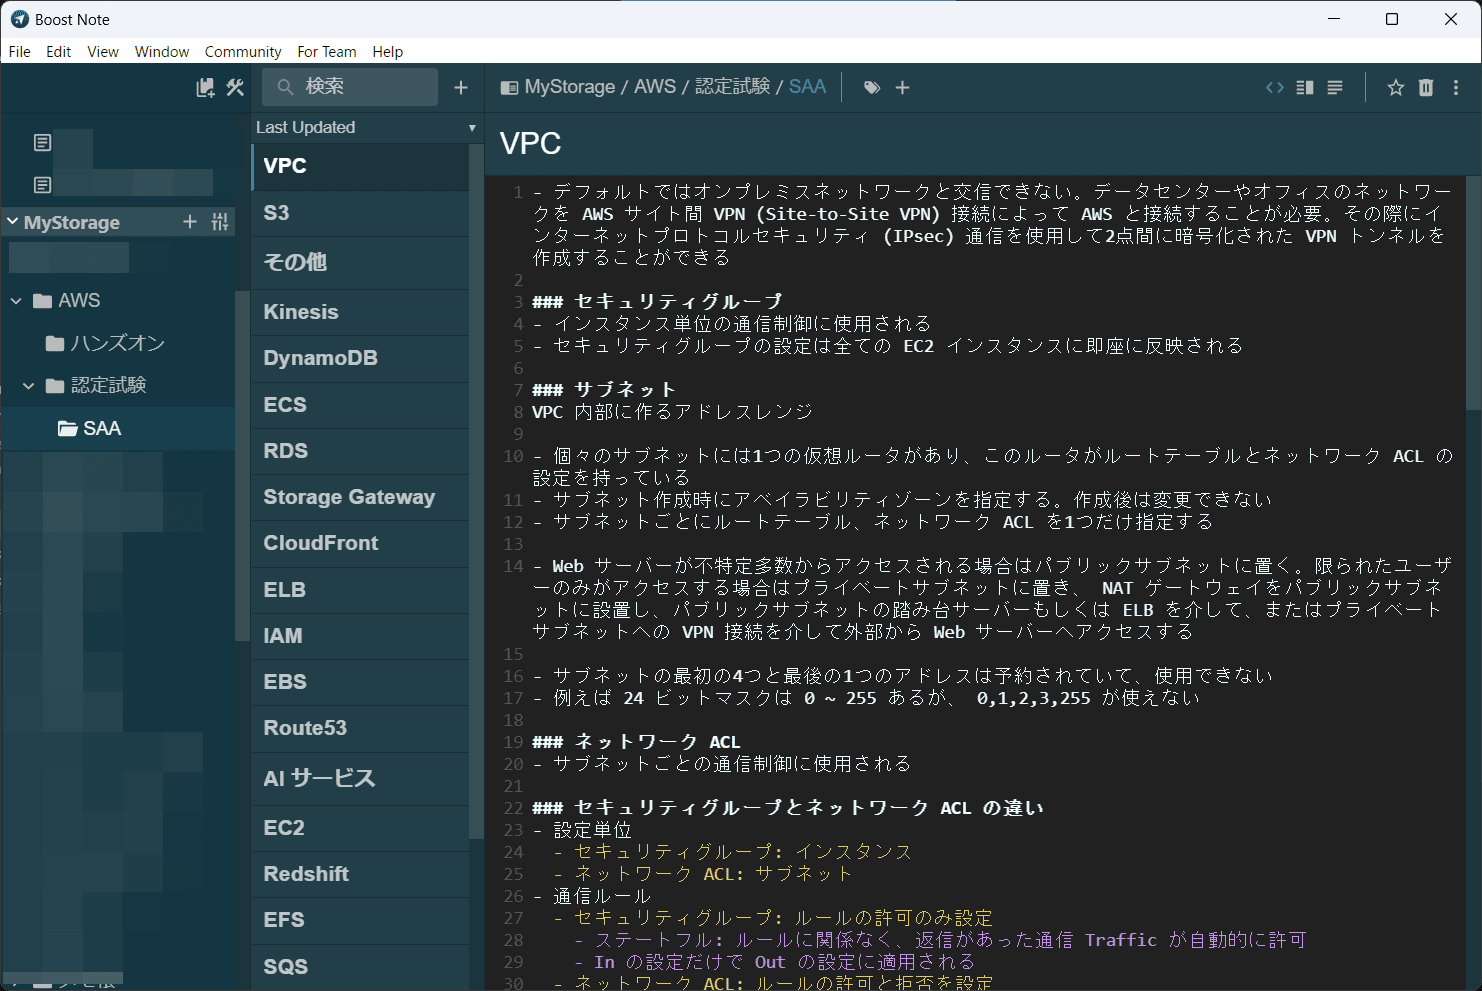 Boost Note
File Edit View Window Community For Team Help
検索
MyStorage / AWS / 認定試験 / SAA
Last Updated
MyStorage
AWS
ハンズオン
認定試験
SAA
VPC
S3
その他
Kinesis
DynamoDB
ECS
RDS
Storage Gateway
CloudFront
ELB
IAM
EBS
Route53
AI サービス
EC2
Redshift
EFS
SQS
VPC
1 - デフォルトではオンプレミスネットワークと交信できない。データセンターやオフィスのネットワー
クを AWS サイト間 VPN (Site-to-Site VPN) 接続によって AWS と接続することが必要。その際にイ
ンターネットプロトコルセキュリティ (IPsec) 通信を使用して2点間に暗号化された VPN トンネルを
作成することができる
2
3 ### セキュリティグループ
4 - インスタンス単位の通信制御に使用される
5 - セキュリティグループの設定は全ての EC2 インスタンスに即座に反映される
6
7 ### サブネット
8 VPC 内部に作るアドレスレンジ
9
10 - 個々のサブネットには1つの仮想ルータがあり、このルータがルートテーブルとネットワーク ACL の
設定を持っている
11 - サブネット作成時にアベイラビリティゾーンを指定する。作成後は変更できない
12 - サブネットごとにルートテーブル、ネットワーク ACL を1つだけ指定する
13
14 - Web サーバーが不特定多数からアクセスされる場合はパブリックサブネットに置く。限られたユーザ
ーのみがアクセスする場合はプライベートサブネットに置き、 NAT ゲートウェイをパブリックサブネ
ットに設置し、パブリックサブネットの踏み台サーバーもしくは ELB を介して、またはプライベート
サブネットへの VPN 接続を介して外部から Web サーバーへアクセスする
15
16 - サブネットの最初の4つと最後の1つのアドレスは予約されていて、使用できない
17 - 例えば 24 ビットマスクは 0 ~ 255 あるが、 0,1,2,3,255 が使えない
18
19 ### ネットワーク ACL
20 - サブネットごとの通信制御に使用される
21
22 ### セキュリティグループとネットワーク ACL の違い
23 - 設定単位
24 - セキュリティグループ: インスタンス
25 - ネットワーク ACL: サブネット
26 - 通信ルール
27 - セキュリティグループ: ルールの許可のみ設定
28 - ステートフル: ルールに関係なく、返信があった通信 Traffic が自動的に許可
29 - In の設定だけで Out の設定に適用される
30 - ネットワーク ACL: ルールの許可と拒否を設定